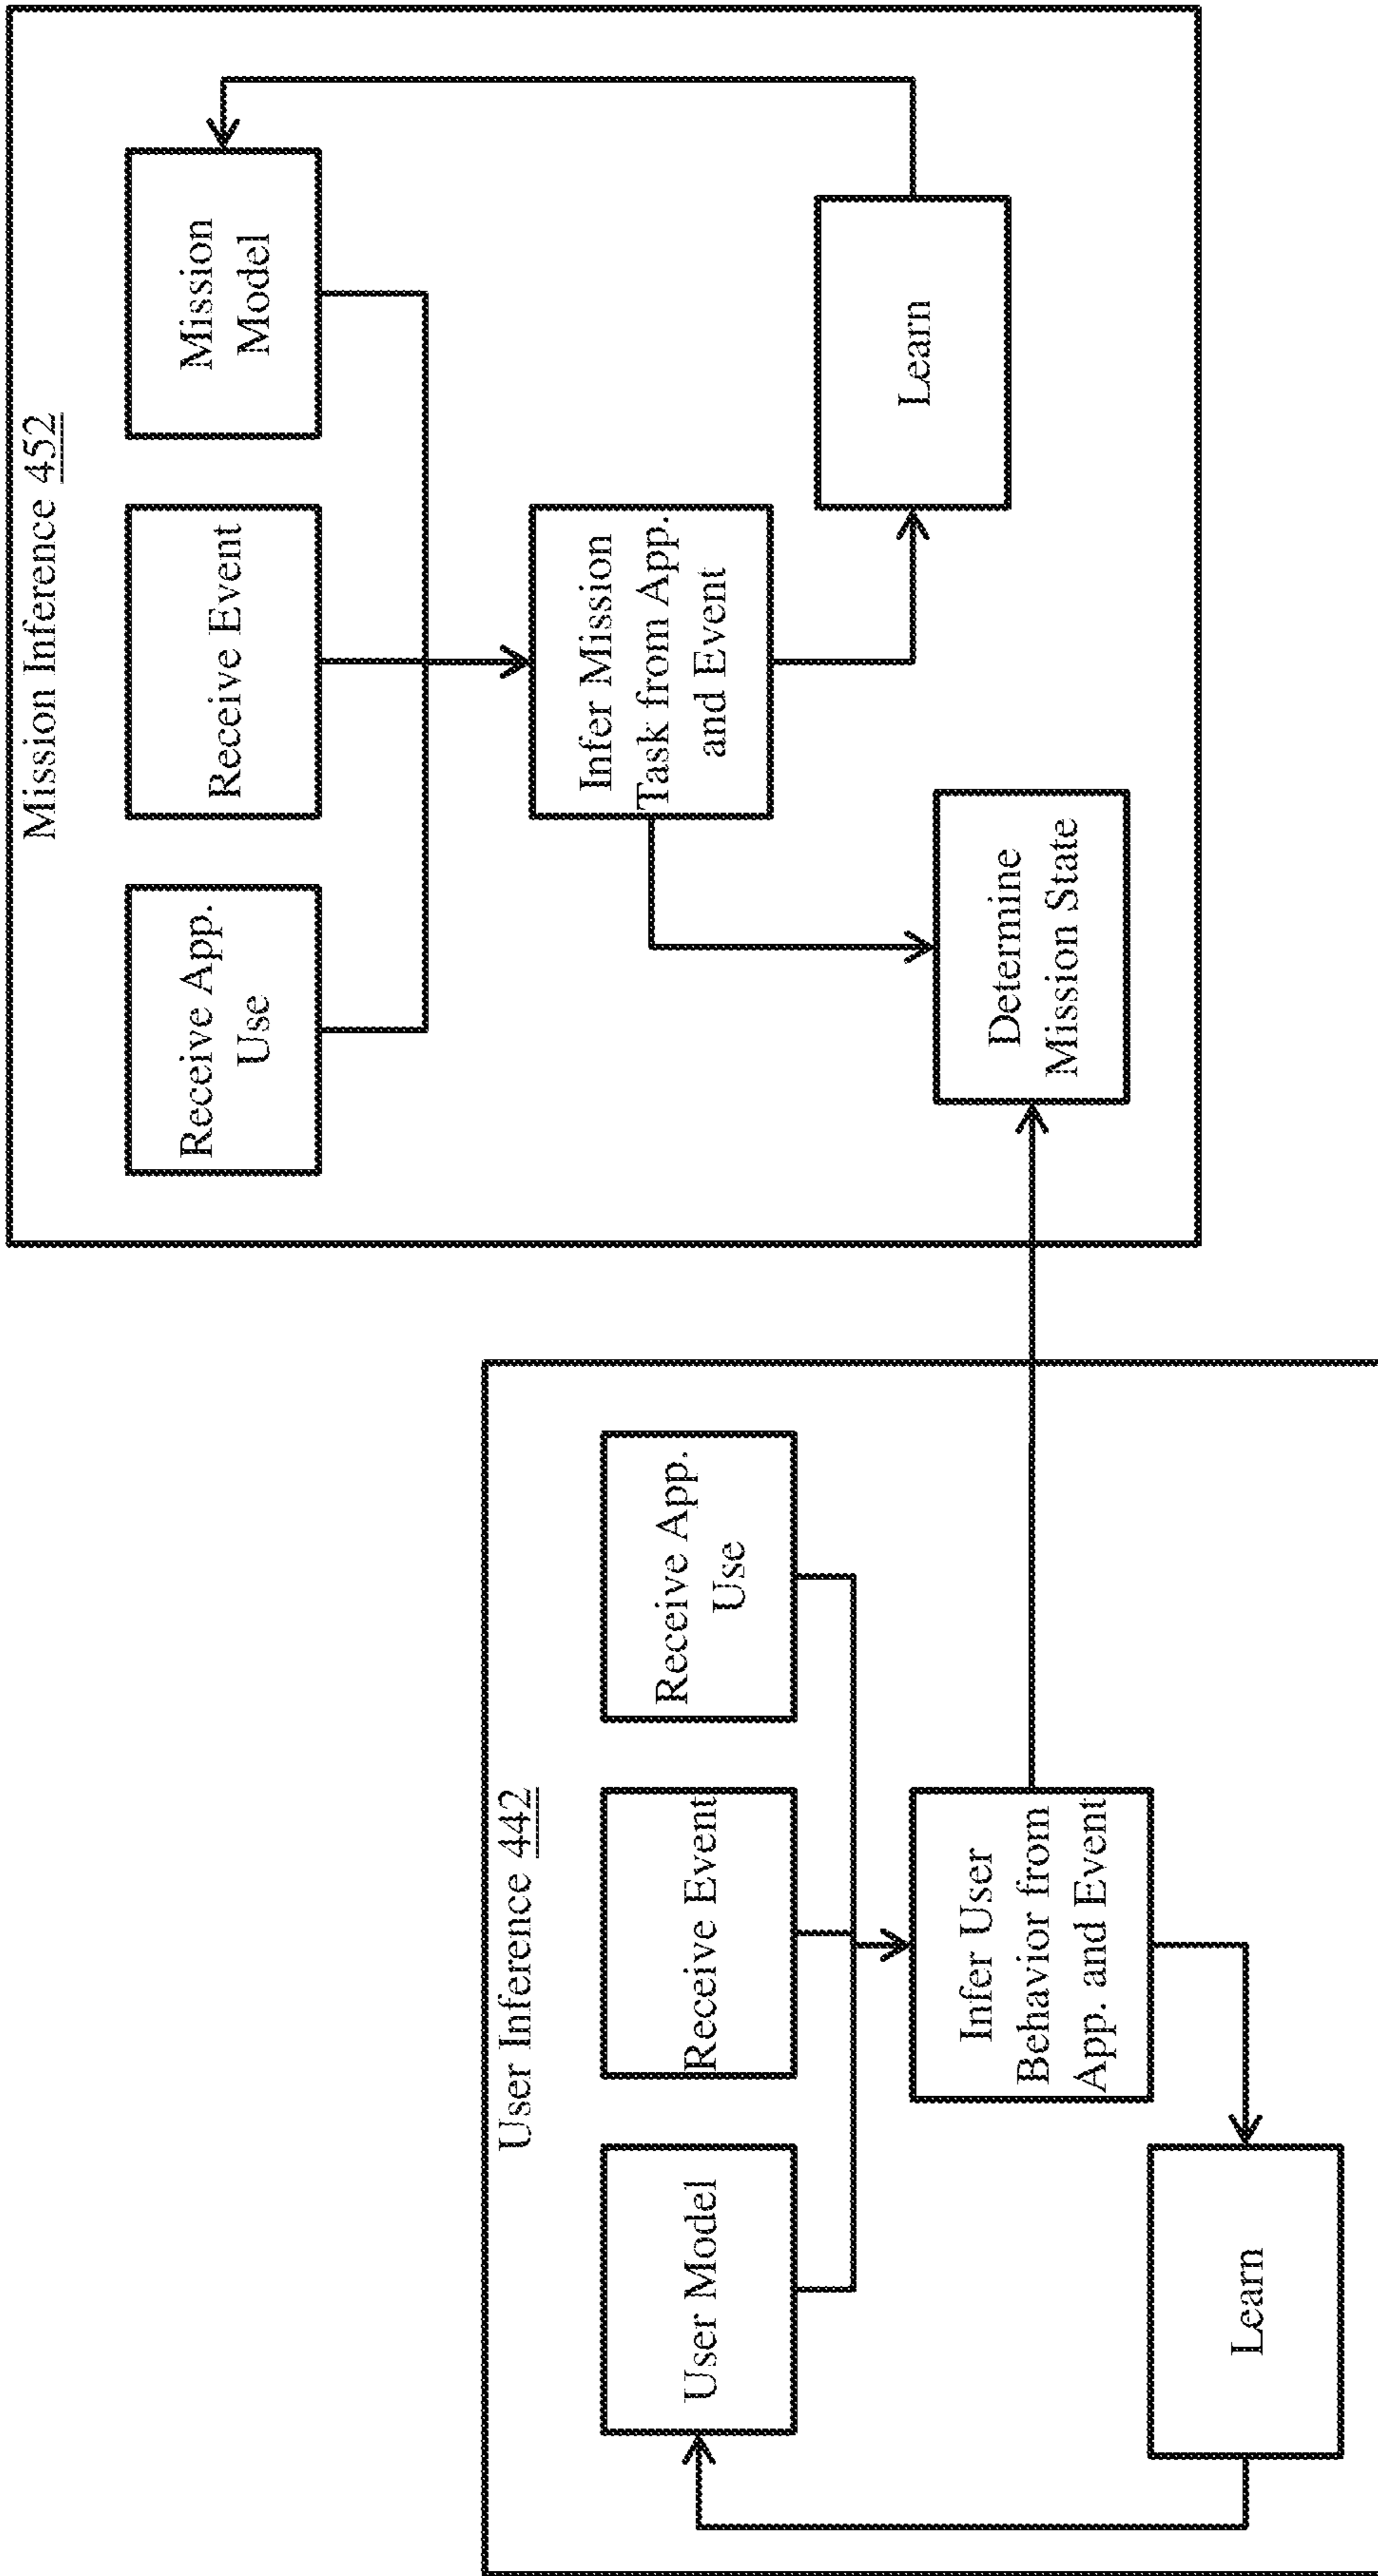 User Inference 442
User Model
Receive Event
Receive App.
Use
Infer User
Behavior from
App. and Event
Learn
Mission Inference 452
Receive App.
Use
Receive Event
Mission
Model
Infer Mission
Task from App.
and Event
Determine
Mission State
Learn